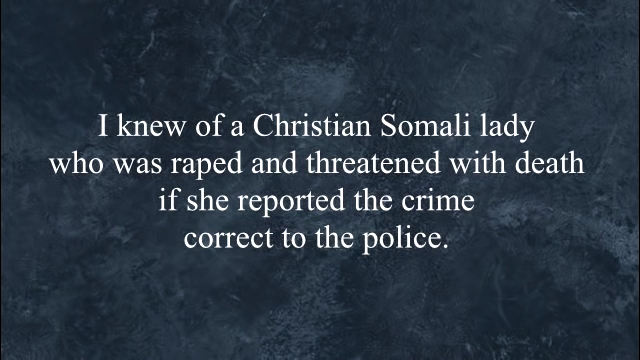 I knew of a Christian Somali lady
who was raped and threatened with death
if she reported the crime
correct to the police.